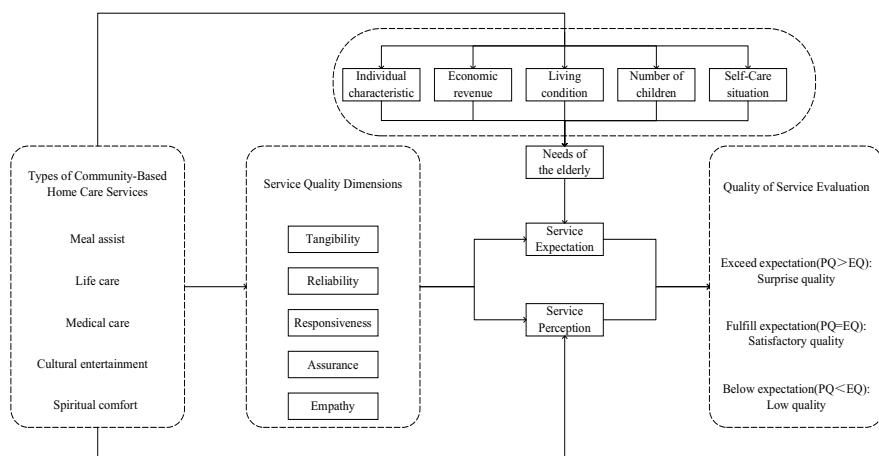 Individual
characteristic
Economic
revenue
Living
condition
Number of
children
Self-Care
situation
Needs of
the elderly
Types of Community-Based
Home Care Services
Meal assist
Life care
Medical care
Cultural entertainment
Spiritual comfort
Service Quality Dimensions
Tangibility
Reliability
Responsiveness
Assurance
Empathy
Service
Expectation
Service
Perception
Quality of Service Evaluation
Exceed expectation(PQ＞EQ):
Surprise quality
Fulfill expectation(PQ=EQ):
Satisfactory quality
Below expectation(PQ＜EQ):
Low quality